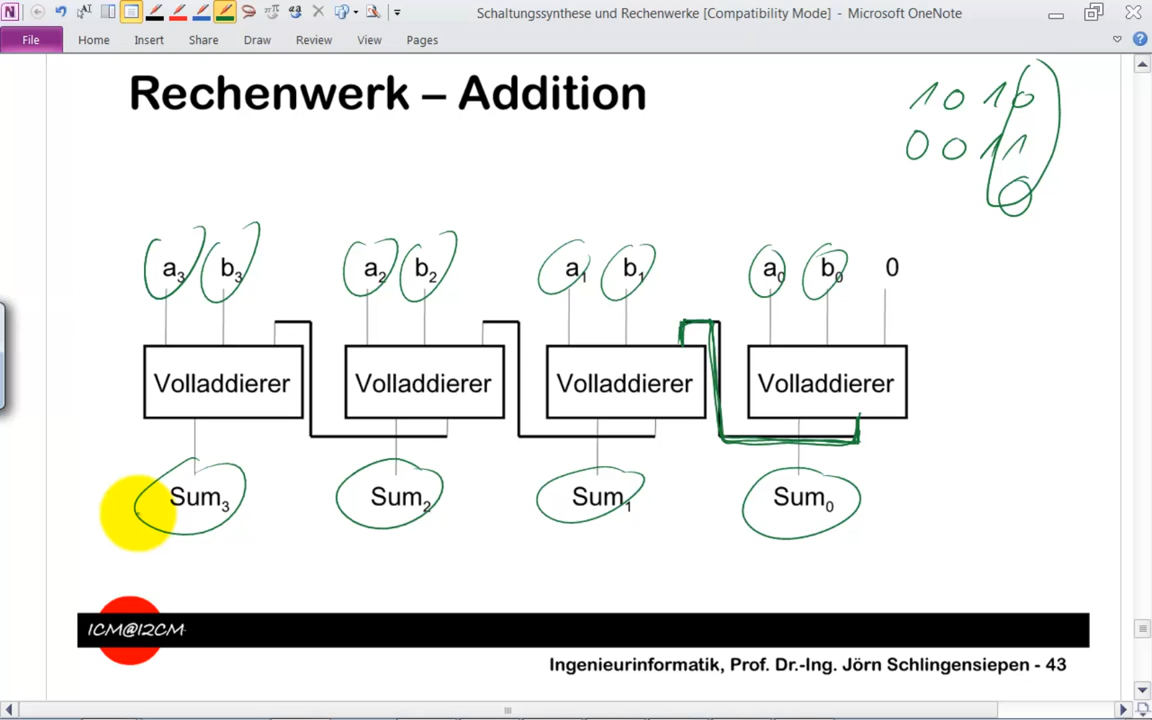 Schaltungssynthese und Rechenwerke [Compatibility Mode] - Microsoft OneNote
File Home Insert Share Draw Review View Pages
Rechenwerk – Addition
1 0 1 0
0 0 1 1
0
a3 b3 a2 b2 a1 b1 a0 b0 0
Volladdierer Volladdierer Volladdierer Volladdierer
Sum3 Sum2 Sum1 Sum0
1CM@12CM
Ingenieurinformatik, Prof. Dr.-Ing. Jörn Schlingensiepen - 43